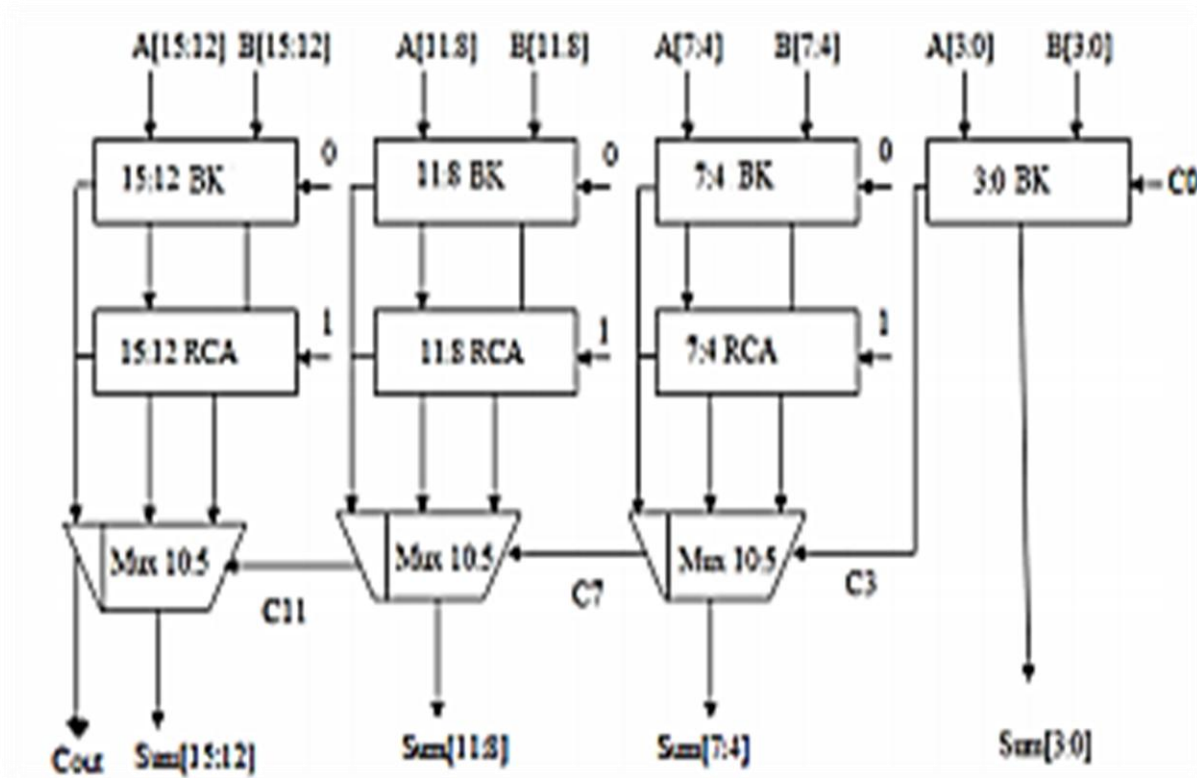 A[15:12] B[15:12] A[11:8] B[11:8] A[7:4] B[7:4] A[3:0] B[3:0]
0 0 0
15:12 BK 11:8 BK 7:4 BK 3:0 BK C0
1 1 1
15:12 RCA 11:8 RCA 7:4 RCA
Mux 10:5 Mux 10:5 Mux 10:5
C11 C7 C3
Cout Sum[15:12] Sum[11:8] Sum[7:4] Sum[3:0]